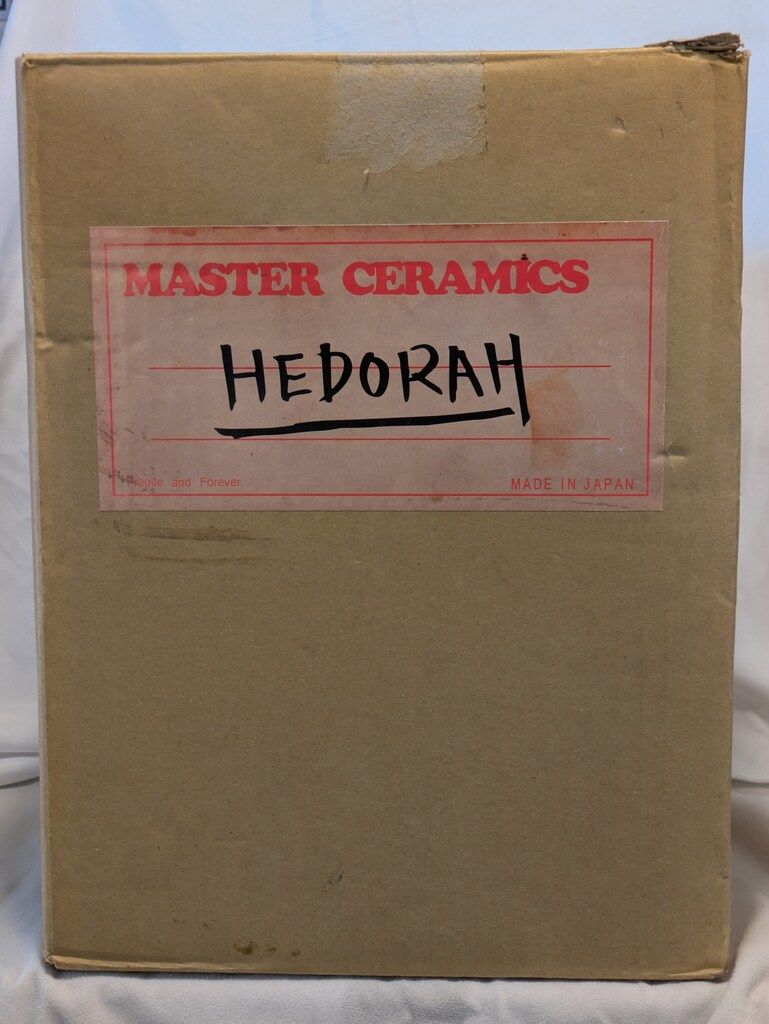 MASTER CERAMICS
HEDORAH
Fragile and Forever
MADE IN JAPAN